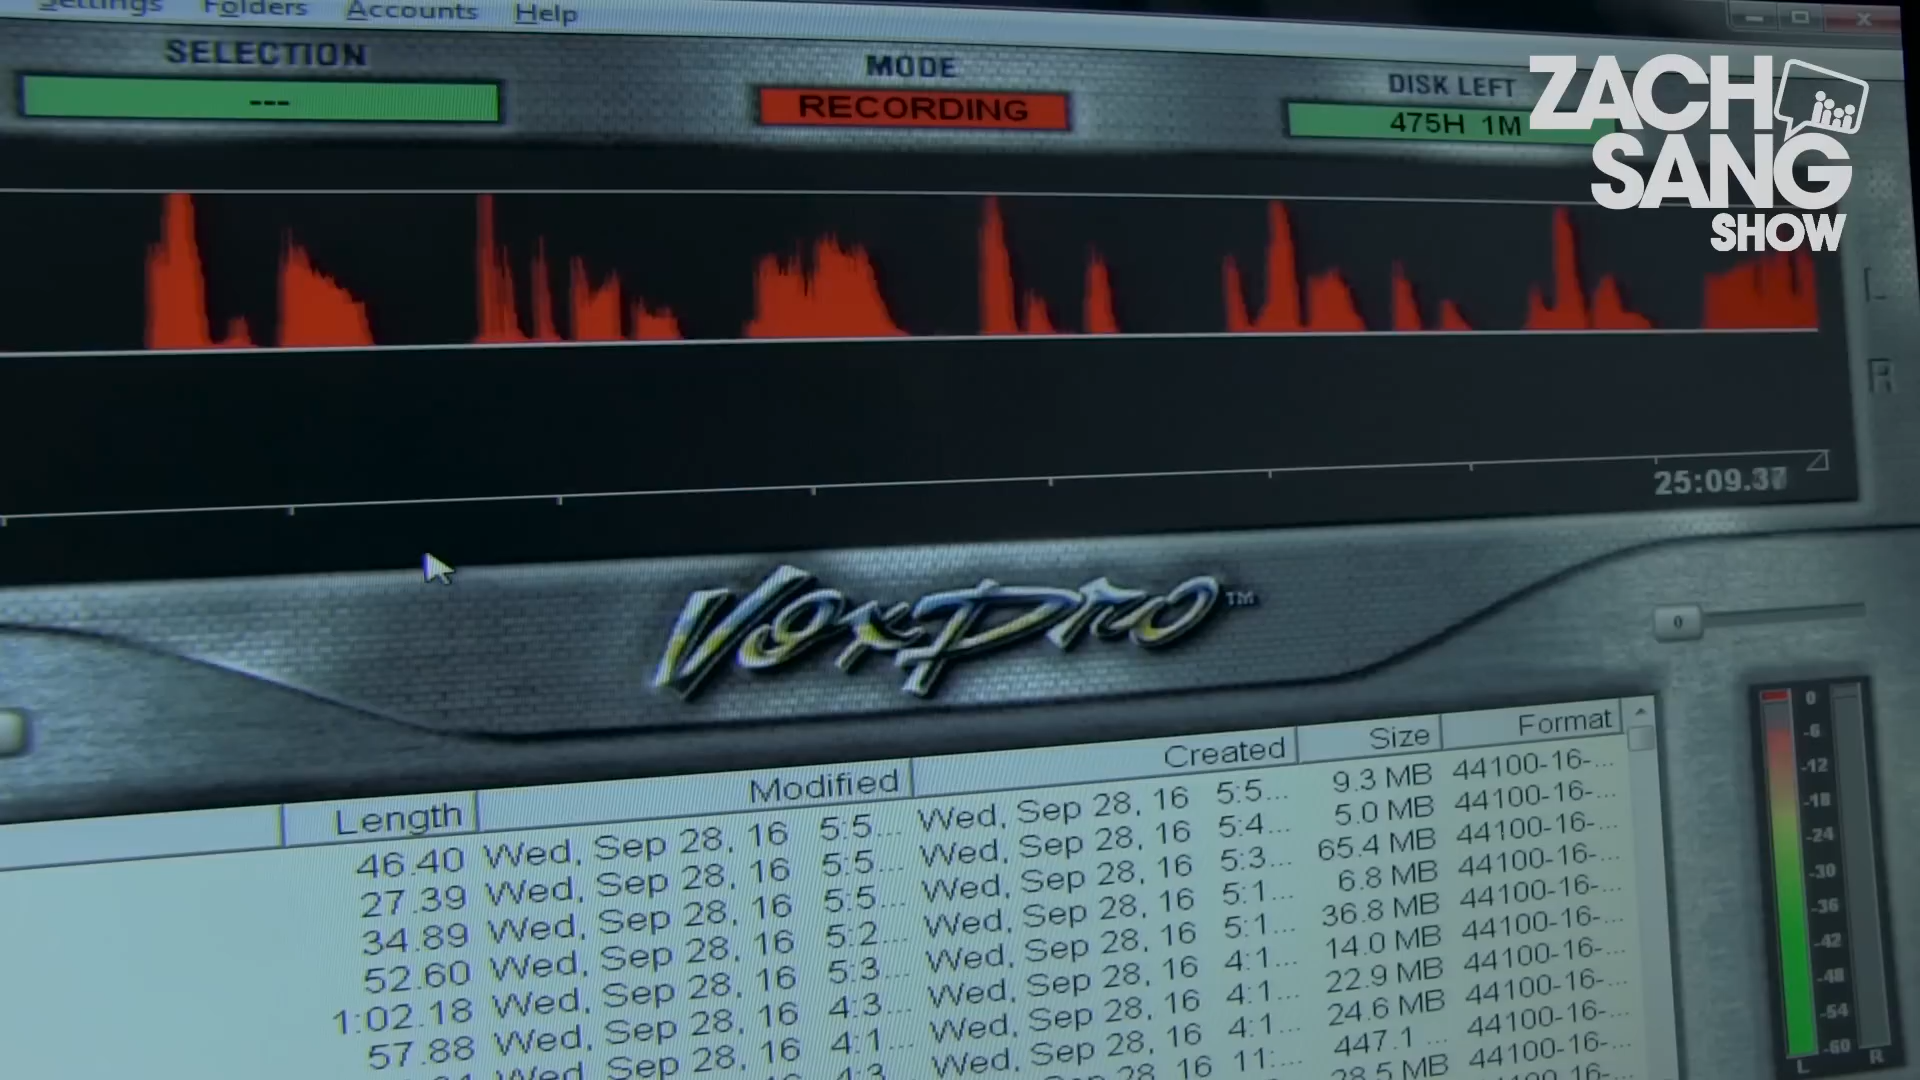 Settings Folders Accounts Help
SELECTION
---
MODE
RECORDING
DISK LEFT
475H 1M
ZACH
SANG
SHOW
L
R
25:09.37
VoxPro™
0
Length Modified Created Size Format
46.40 Wed, Sep 28, 16 5:5... Wed, Sep 28, 16 5:5... 9.3 MB 44100-16-...
27.39 Wed, Sep 28, 16 5:5... Wed, Sep 28, 16 5:4... 5.0 MB 44100-16-...
34.89 Wed, Sep 28, 16 5:5... Wed, Sep 28, 16 5:3... 65.4 MB 44100-16-...
52.60 Wed, Sep 28, 16 5:2... Wed, Sep 28, 16 5:1... 6.8 MB 44100-16-...
1:02.18 Wed, Sep 28, 16 5:3... Wed, Sep 28, 16 5:1... 36.8 MB 44100-16-...
57.88 Wed, Sep 28, 16 4:3... Wed, Sep 28, 16 4:1... 14.0 MB 44100-16-...
Wed, Sep 28, 16 4:1... Wed, Sep 28, 16 4:1... 22.9 MB 44100-16-...
4:3... Wed, Sep 28, 16 4:1... 24.6 MB 44100-16-...
28, 16 11:... 447.1 ... 44100-16-...
28.5 MB 44100-16-...
0
-6
-12
-18
-24
-30
-36
-42
-48
-54
-60
L R